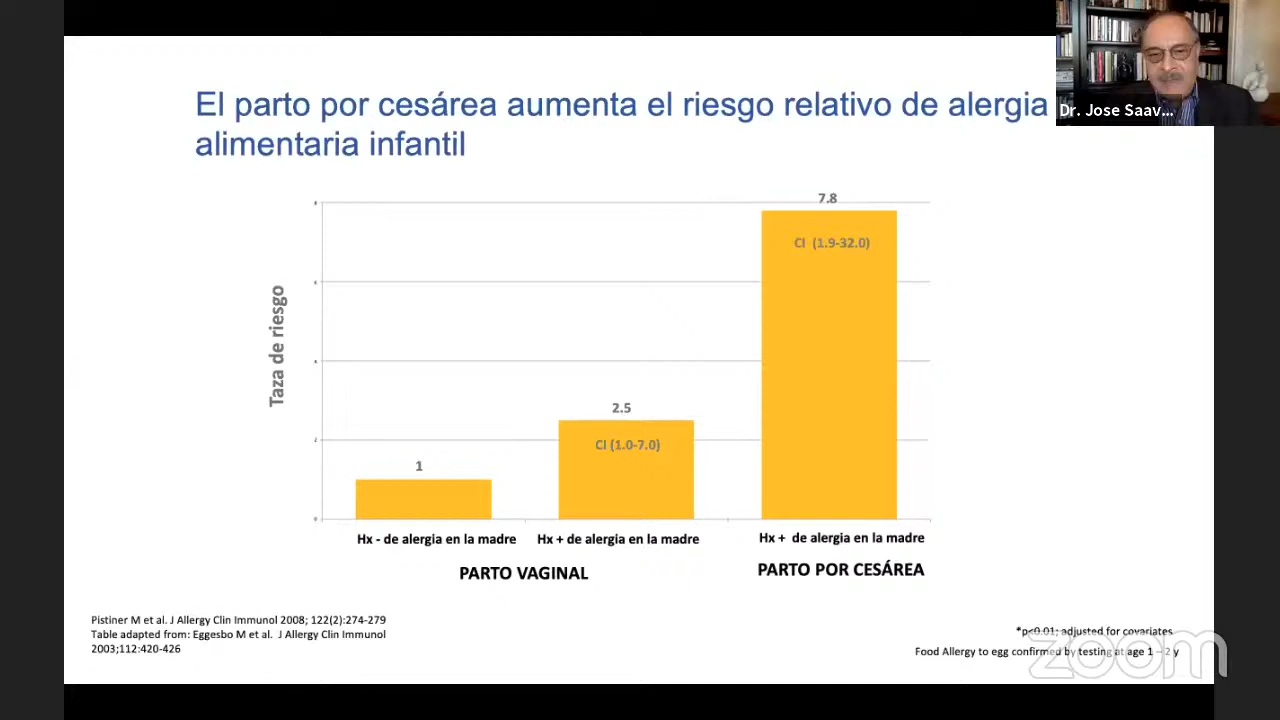 El parto por cesárea aumenta el riesgo relativo de alergia
alimentaria infantil
Dr. Jose Saav...
Taza de riesgo
8
6
4
2
0
1
2.5
CI (1.0-7.0)
7.8
CI (1.9-32.0)
Hx - de alergia en la madre
Hx + de alergia en la madre
Hx + de alergia en la madre
PARTO VAGINAL
PARTO POR CESÁREA
Pistiner M et al. J Allergy Clin Immunol 2008; 122(2):274-279
Table adapted from: Eggesbo M et al. J Allergy Clin Immunol
2003;112:420-426
*p<0.01; adjusted for covariates
Food Allergy to egg confirmed by testing at age 1 – 2 y
zoom